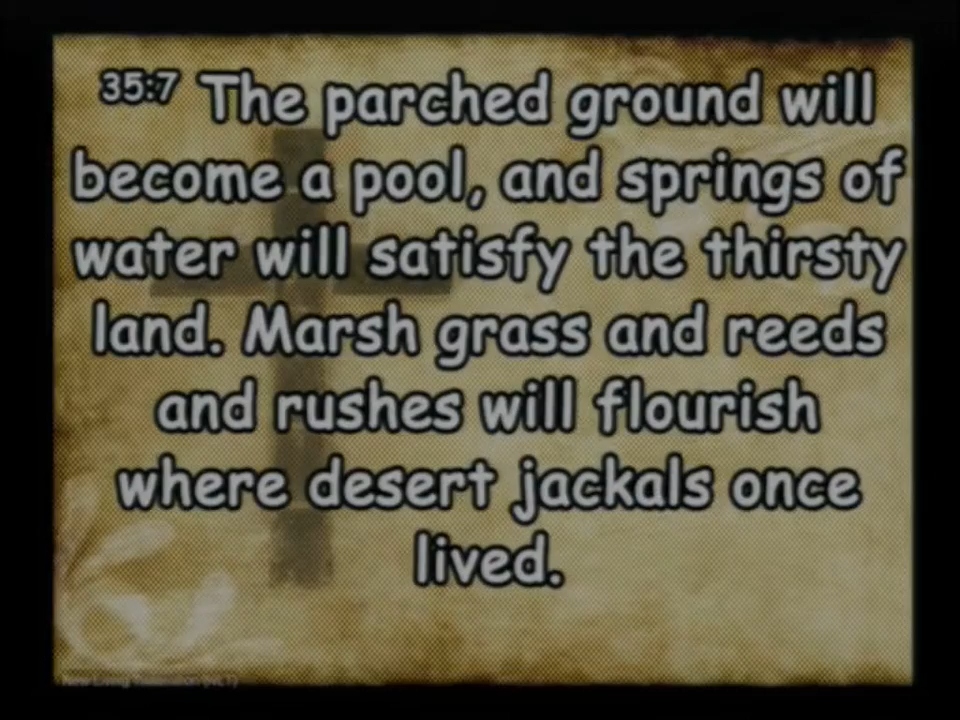 35:7 The parched ground will
become a pool, and springs of
water will satisfy the thirsty
land. Marsh grass and reeds
and rushes will flourish
where desert jackals once
lived.